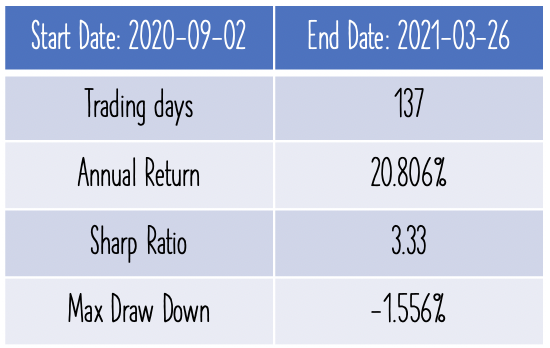 Start Date: 2020-09-02 End Date: 2021-03-26
Trading days 137
Annual Return 20.806%
Sharp Ratio 3.33
Max Draw Down -1.556%